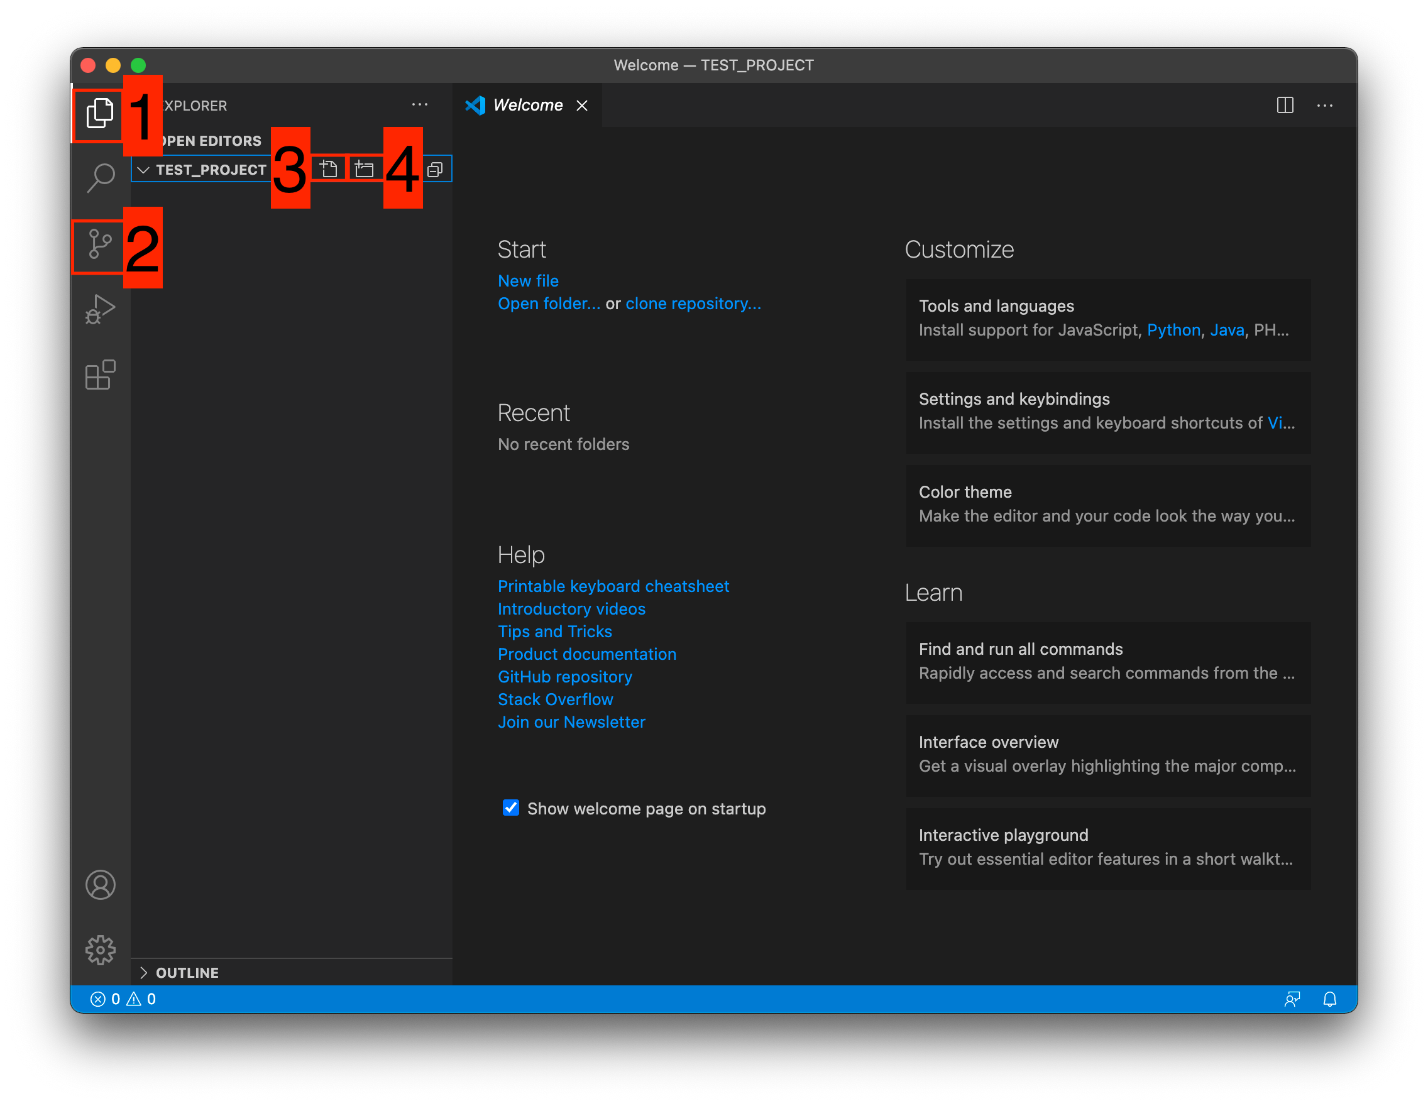 Welcome — TEST_PROJECT
1
XPLORER
Welcome
OPEN EDITORS
TEST_PROJECT
3
4
2
Start
New file
Open folder... or clone repository...
Recent
No recent folders
Help
Printable keyboard cheatsheet
Introductory videos
Tips and Tricks
Product documentation
GitHub repository
Stack Overflow
Join our Newsletter
Show welcome page on startup
Customize
Tools and languages
Install support for JavaScript, Python, Java, PH...
Settings and keybindings
Install the settings and keyboard shortcuts of Vi...
Color theme
Make the editor and your code look the way you...
Learn
Find and run all commands
Rapidly access and search commands from the ...
Interface overview
Get a visual overlay highlighting the major comp...
Interactive playground
Try out essential editor features in a short walkt...
OUTLINE
0 0